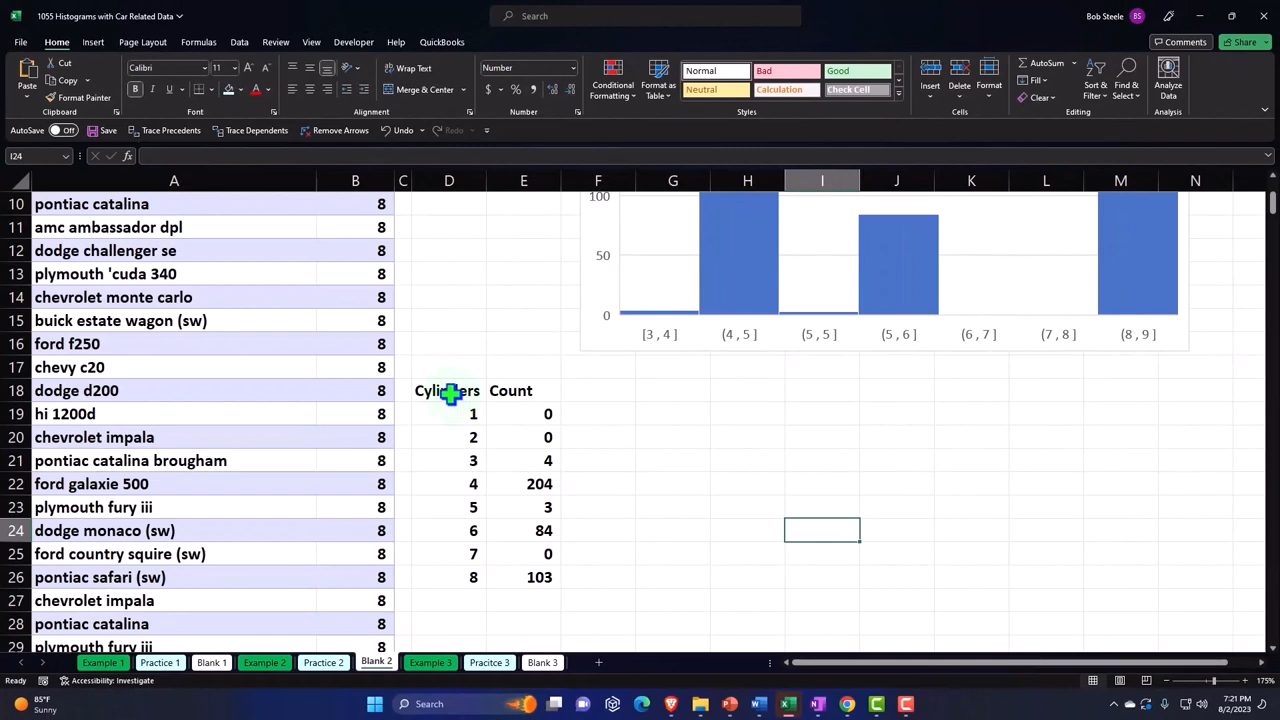 1055 Histograms with Car Related Data
Search
Bob Steele BS
File Home Insert Page Layout Formulas Data Review View Developer Help QuickBooks
Comments Share
Paste Cut Copy Format Painter Clipboard
Calibri 11 B I U A Font
Wrap Text Merge & Center Alignment
Number $ % Number
Conditional Formatting Format as Table
Normal Bad Good
Neutral Calculation Check Cell
Styles
Insert Delete Format Cells
AutoSum Fill Clear Sort & Filter Find & Select Editing
Analyze Data Analysis
AutoSave Off Save Trace Precedents Trace Dependents Remove Arrows Undo Redo
I24 fx
A B C D E F G H I J K L M N
10 pontiac catalina 8
11 amc ambassador dpl 8
12 dodge challenger se 8
13 plymouth 'cuda 340 8
14 chevrolet monte carlo 8
15 buick estate wagon (sw) 8
16 ford f250 8
17 chevy c20 8
18 dodge d200 8 Count
19 hi 1200d 8 1 0
20 chevrolet impala 8 2 0
21 pontiac catalina brougham 8 3 4
22 ford galaxie 500 8 4 204
23 plymouth fury iii 8 5 3
24 dodge monaco (sw) 8 6 84
25 ford country squire (sw) 8 7 0
26 pontiac safari (sw) 8 8 103
27 chevrolet impala 8
28 pontiac catalina 8
29 plymouth fury iii 8
100
50
0
[3 , 4] (4 , 5] (5 , 5] (5 , 6] (6 , 7] (7 , 8] (8 , 9]
Example 1 Practice 1 Blank 1 Example 2 Practice 2 Blank 2 Example 3 Pracitce 3 Blank 3
Ready Accessibility: Investigate 175%
85°F
Sunny
Search
7:21 PM
8/2/2023